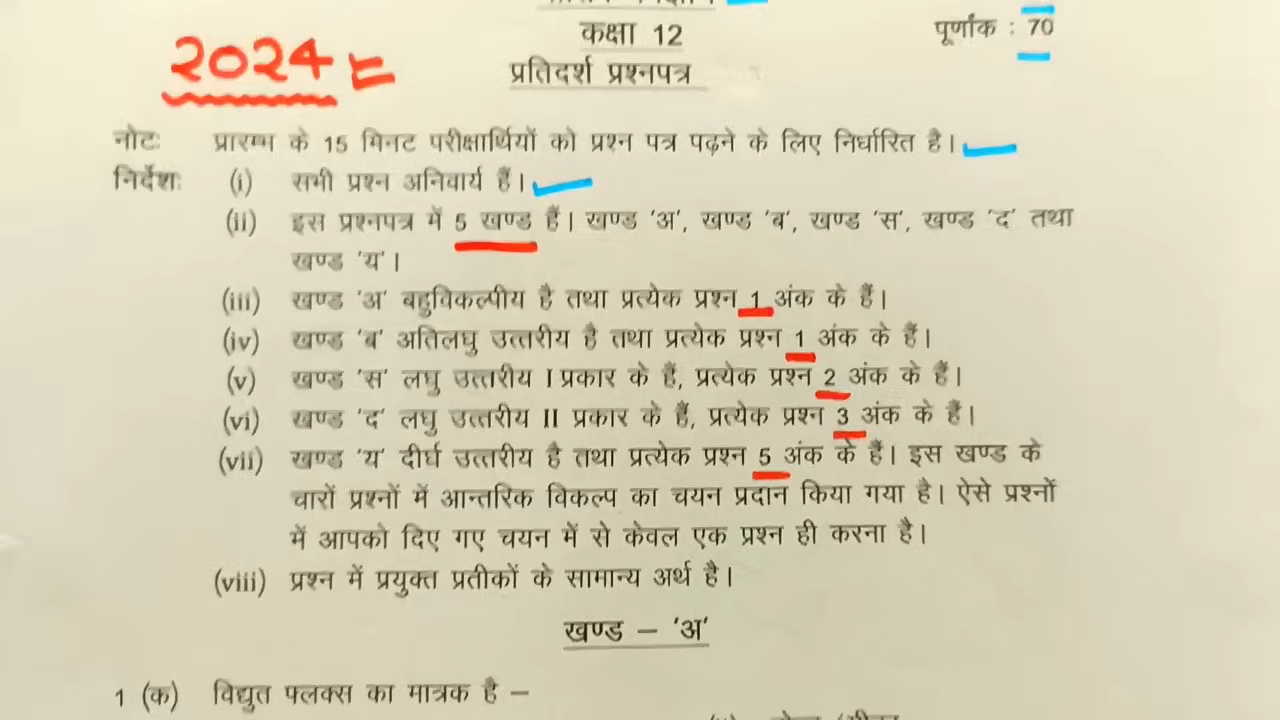 कक्षा 12
पूर्णांक : 70
2024
प्रतिदर्श प्रश्नपत्र
नोटः प्रारम्भ के 15 मिनट परीक्षार्थियों को प्रश्न पत्र पढ़ने के लिए निर्धारित है।
निर्देशः (i) सभी प्रश्न अनिवार्य हैं।
(ii) इस प्रश्नपत्र में 5 खण्ड हैं। खण्ड 'अ', खण्ड 'ब', खण्ड 'स', खण्ड 'द' तथा
खण्ड 'य'।
(iii) खण्ड 'अ' बहुविकल्पीय है तथा प्रत्येक प्रश्न 1 अंक के हैं।
(iv) खण्ड 'ब' अतिलघु उत्तरीय है तथा प्रत्येक प्रश्न 1 अंक के हैं।
(v) खण्ड 'स' लघु उत्तरीय I प्रकार के हैं, प्रत्येक प्रश्न 2 अंक के हैं।
(vi) खण्ड 'द' लघु उत्तरीय II प्रकार के हैं, प्रत्येक प्रश्न 3 अंक के हैं।
(vii) खण्ड 'य' दीर्घ उत्तरीय है तथा प्रत्येक प्रश्न 5 अंक के हैं। इस खण्ड के
चारों प्रश्नों में आन्तरिक विकल्प का चयन प्रदान किया गया है। ऐसे प्रश्नों
में आपको दिए गए चयन में से केवल एक प्रश्न ही करना है।
(viii) प्रश्न में प्रयुक्त प्रतीकों के सामान्य अर्थ है।
खण्ड – 'अ'
1 (क) विद्युत फ्लक्स का मात्रक है –